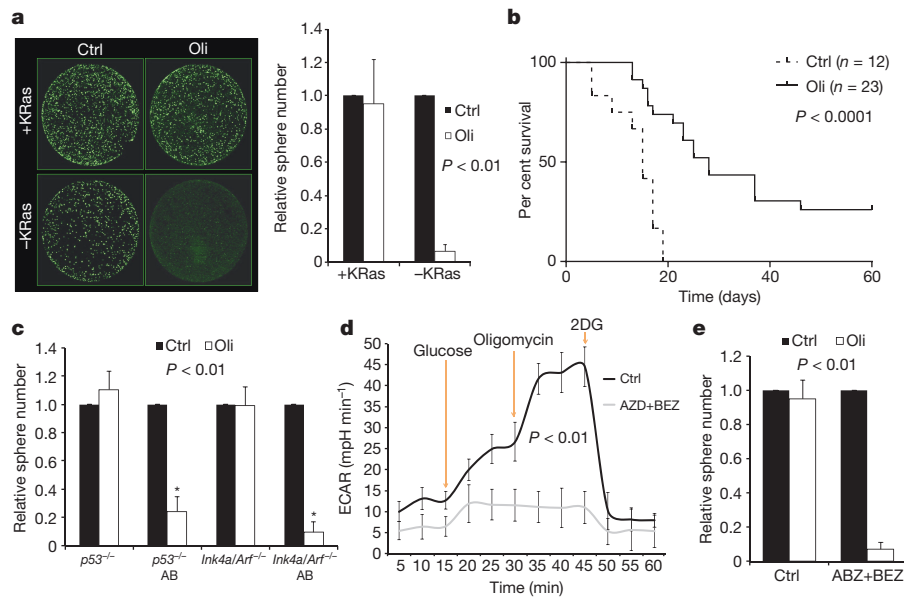 a
Ctrl Oli
+KRas
–KRas
Relative sphere number
1.4
1.2
1.0
0.8
0.6
0.4
0.2
0
Ctrl
Oli
P < 0.01
+KRas –KRas
b
Per cent survival
100
50
0
Ctrl (n = 12)
Oli (n = 23)
P < 0.0001
0 20 40 60
Time (days)
c
Relative sphere number
1.4
1.2
1.0
0.8
0.6
0.4
0.2
0
Ctrl Oli
P < 0.01
*
*
p53–/– p53–/– Ink4a/Arf–/– Ink4a/Arf–/–
AB AB
d
ECAR (mpH min–1)
50
45
40
35
30
25
20
15
10
5
0
Glucose
Oligomycin
2DG
Ctrl
AZD+BEZ
P < 0.01
5 10 15 20 25 30 35 40 45 50 55 60
Time (min)
e
Relative sphere number
1.2
1.0
0.8
0.6
0.4
0.2
0
Ctrl Oli
P < 0.01
Ctrl ABZ+BEZ